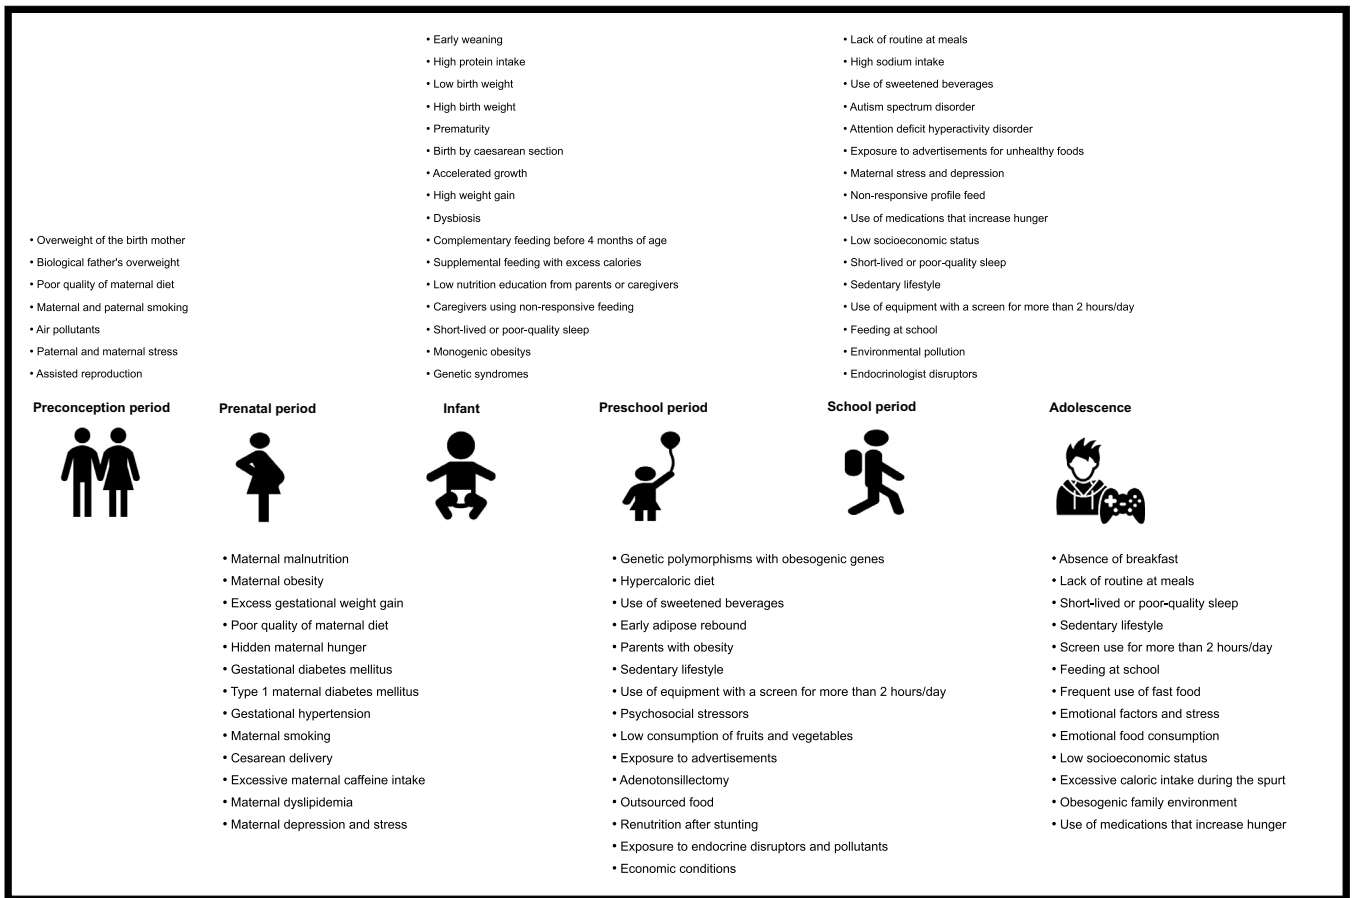 • Early weaning
• High protein intake
• Low birth weight
• High birth weight
• Prematurity
• Birth by caesarean section
• Accelerated growth
• High weight gain
• Dysbiosis
• Complementary feeding before 4 months of age
• Supplemental feeding with excess calories
• Low nutrition education from parents or caregivers
• Caregivers using non-responsive feeding
• Short-lived or poor-quality sleep
• Monogenic obesitys
• Genetic syndromes
• Lack of routine at meals
• High sodium intake
• Use of sweetened beverages
• Autism spectrum disorder
• Attention deficit hyperactivity disorder
• Exposure to advertisements for unhealthy foods
• Maternal stress and depression
• Non-responsive profile feed
• Use of medications that increase hunger
• Low socioeconomic status
• Short-lived or poor-quality sleep
• Sedentary lifestyle
• Use of equipment with a screen for more than 2 hours/day
• Feeding at school
• Environmental pollution
• Endocrinologist disruptors
• Overweight of the birth mother
• Biological father's overweight
• Poor quality of maternal diet
• Maternal and paternal smoking
• Air pollutants
• Paternal and maternal stress
• Assisted reproduction
Preconception period
Prenatal period
Infant
Preschool period
School period
Adolescence
• Maternal malnutrition
• Maternal obesity
• Excess gestational weight gain
• Poor quality of maternal diet
• Hidden maternal hunger
• Gestational diabetes mellitus
• Type 1 maternal diabetes mellitus
• Gestational hypertension
• Maternal smoking
• Cesarean delivery
• Excessive maternal caffeine intake
• Maternal dyslipidemia
• Maternal depression and stress
• Genetic polymorphisms with obesogenic genes
• Hypercaloric diet
• Use of sweetened beverages
• Early adipose rebound
• Parents with obesity
• Sedentary lifestyle
• Use of equipment with a screen for more than 2 hours/day
• Psychosocial stressors
• Low consumption of fruits and vegetables
• Exposure to advertisements
• Adenotonsillectomy
• Outsourced food
• Renutrition after stunting
• Exposure to endocrine disruptors and pollutants
• Economic conditions
• Absence of breakfast
• Lack of routine at meals
• Short-lived or poor-quality sleep
• Sedentary lifestyle
• Screen use for more than 2 hours/day
• Feeding at school
• Frequent use of fast food
• Emotional factors and stress
• Emotional food consumption
• Low socioeconomic status
• Excessive caloric intake during the spurt
• Obesogenic family environment
• Use of medications that increase hunger